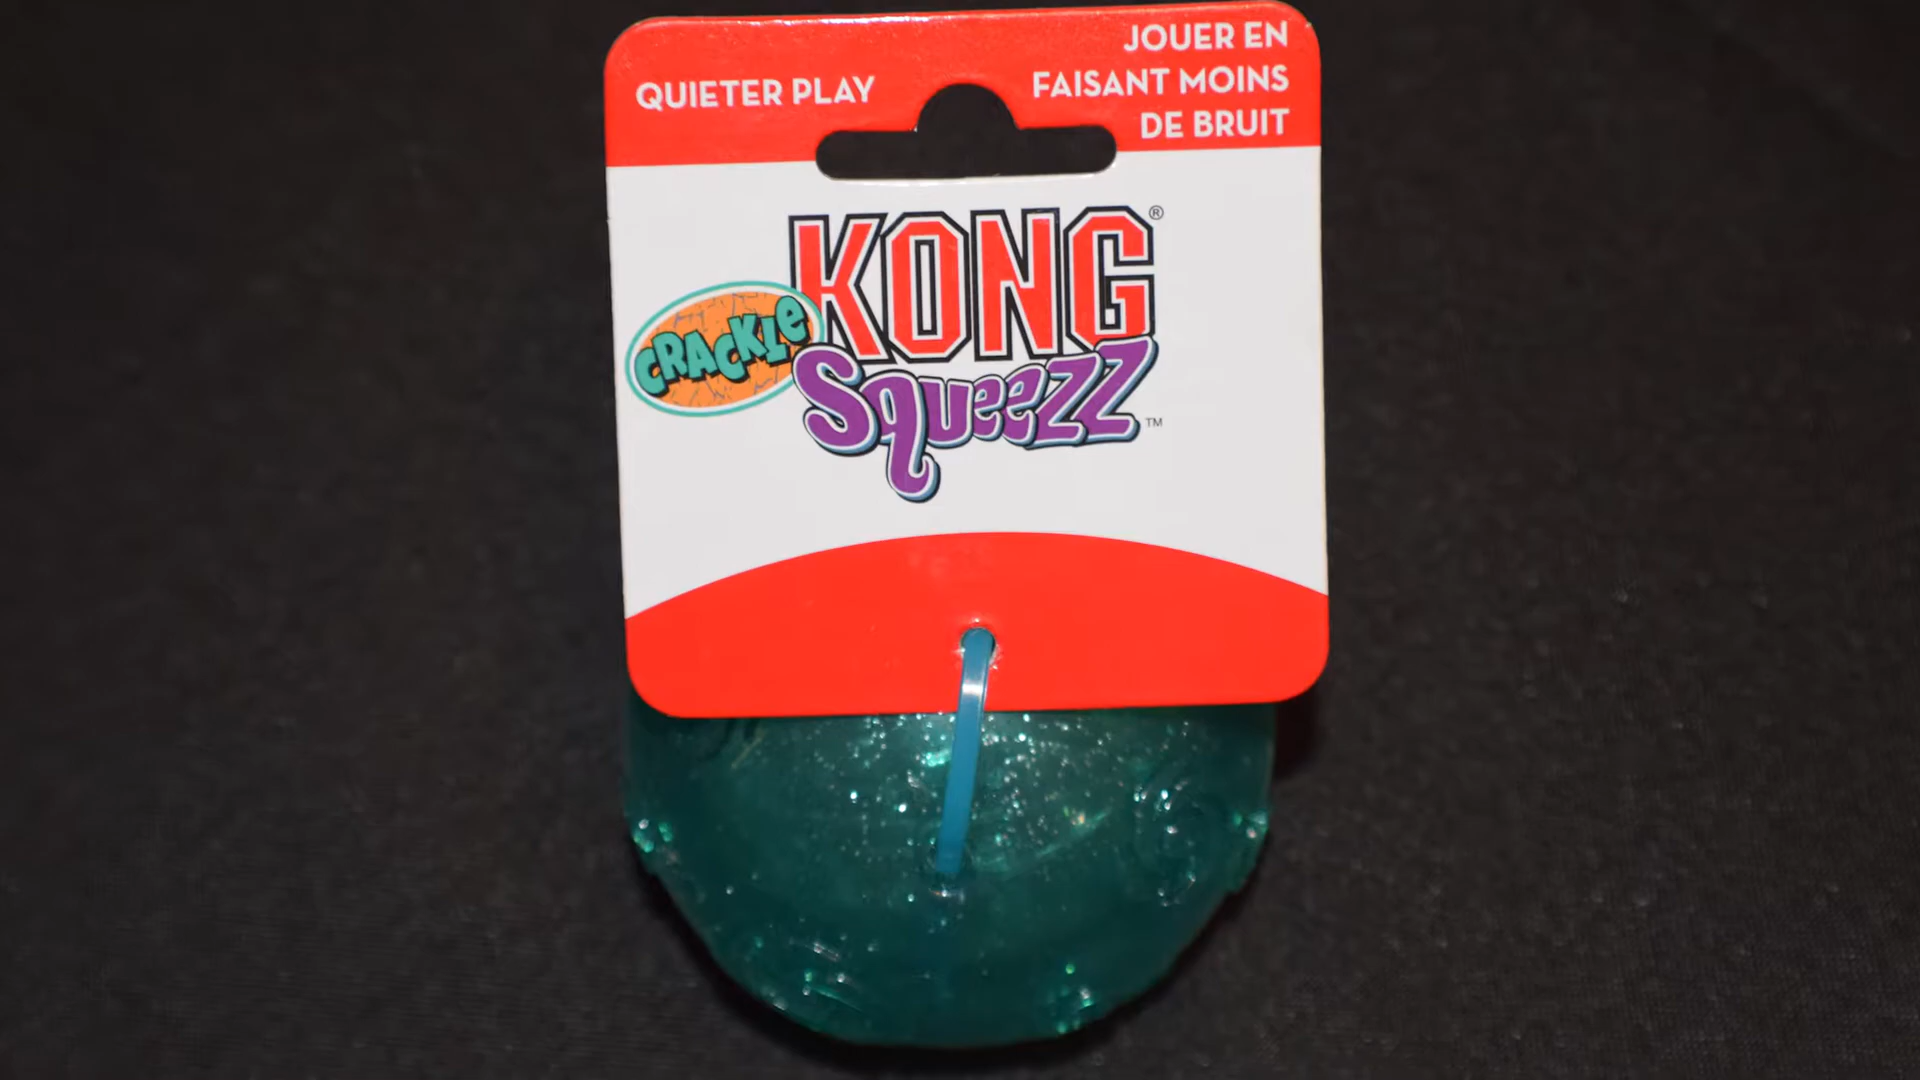 QUIETER PLAY
JOUER EN
FAISANT MOINS
DE BRUIT
KONG®
CRACKLE
SqueeZZ™